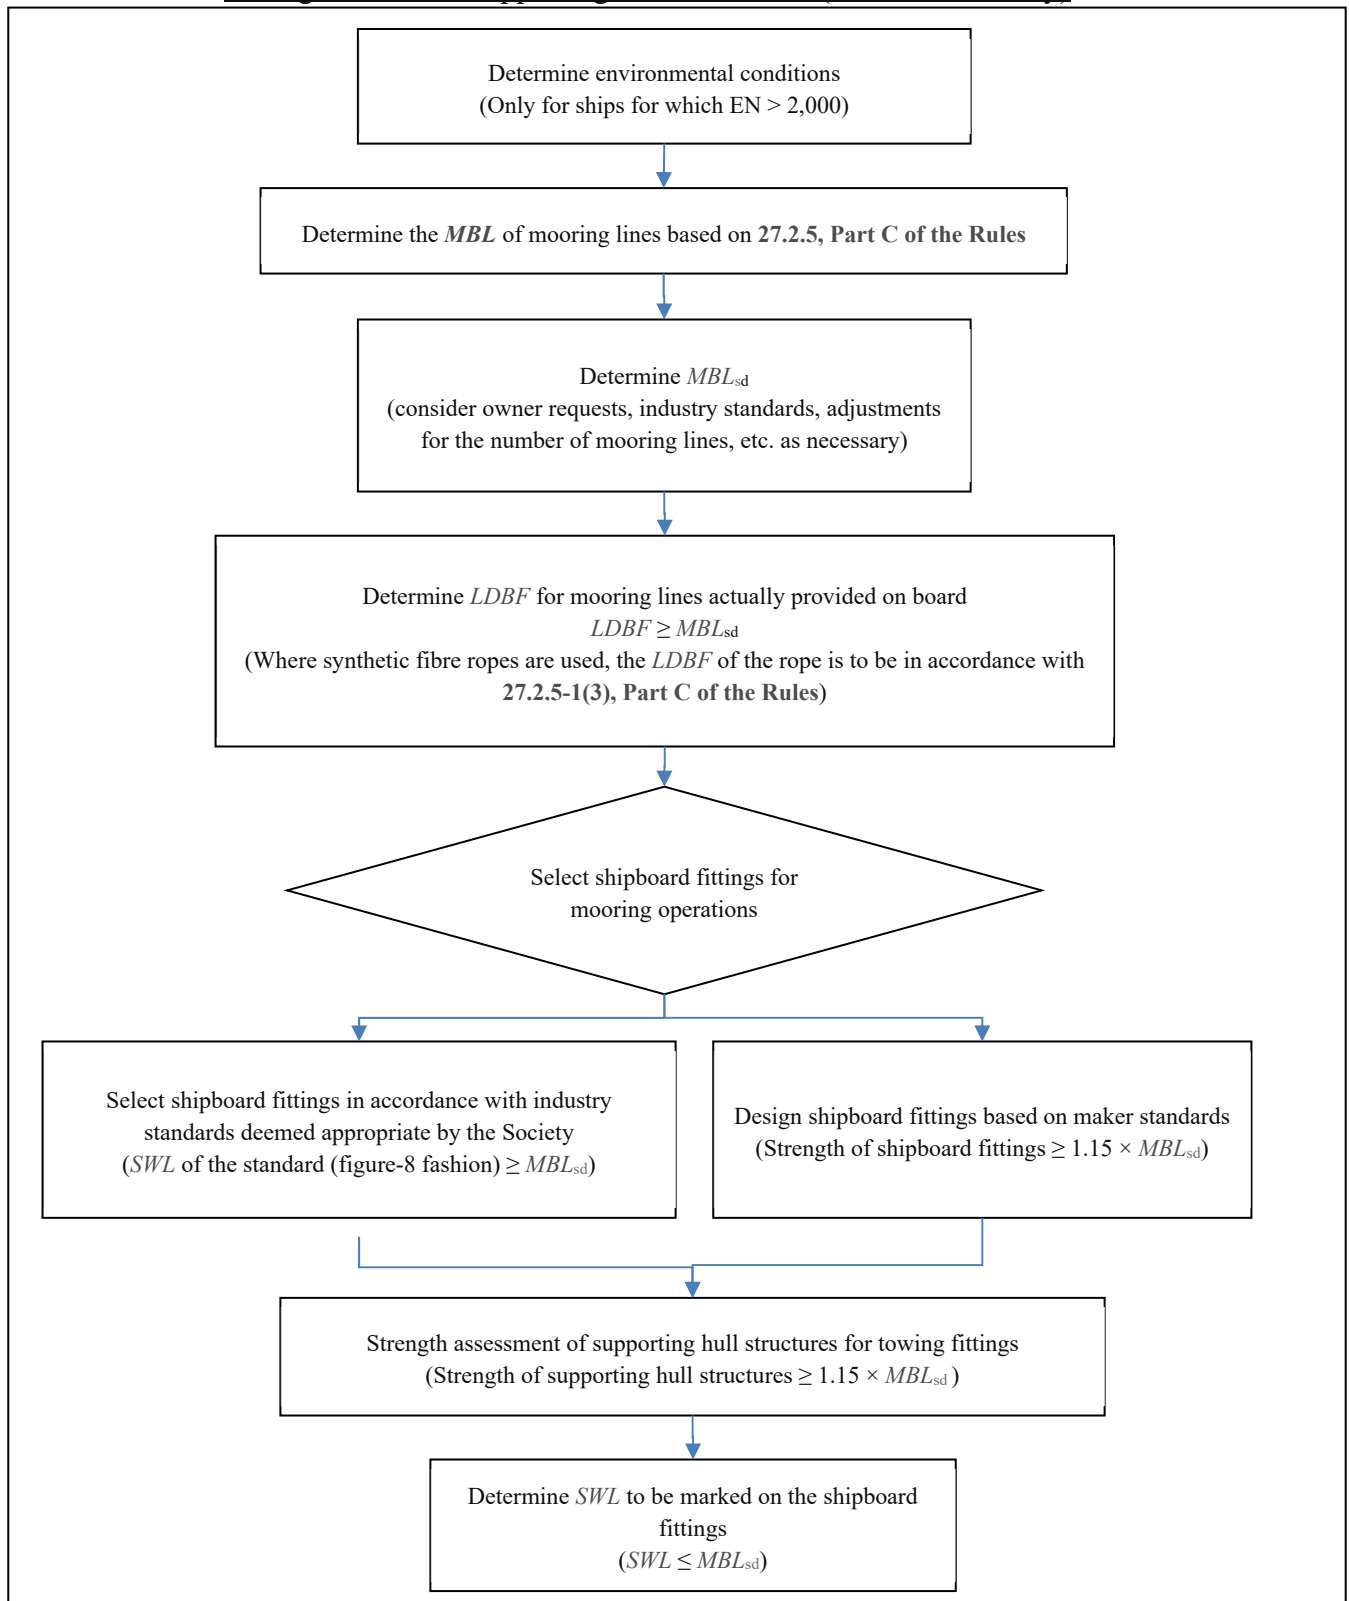 Determine environmental conditions
(Only for ships for which EN > 2,000)
Determine the MBL of mooring lines based on 27.2.5, Part C of the Rules
Determine MBLsd
(consider owner requests, industry standards, adjustments
for the number of mooring lines, etc. as necessary)
Determine LDBF for mooring lines actually provided on board
LDBF ≥ MBLsd
(Where synthetic fibre ropes are used, the LDBF of the rope is to be in accordance with
27.2.5-1(3), Part C of the Rules)
Select shipboard fittings for
mooring operations
Select shipboard fittings in accordance with industry
standards deemed appropriate by the Society
(SWL of the standard (figure-8 fashion) ≥ MBLsd)
Design shipboard fittings based on maker standards
(Strength of shipboard fittings ≥ 1.15 × MBLsd)
Strength assessment of supporting hull structures for towing fittings
(Strength of supporting hull structures ≥ 1.15 × MBLsd )
Determine SWL to be marked on the shipboard
fittings
(SWL ≤ MBLsd)